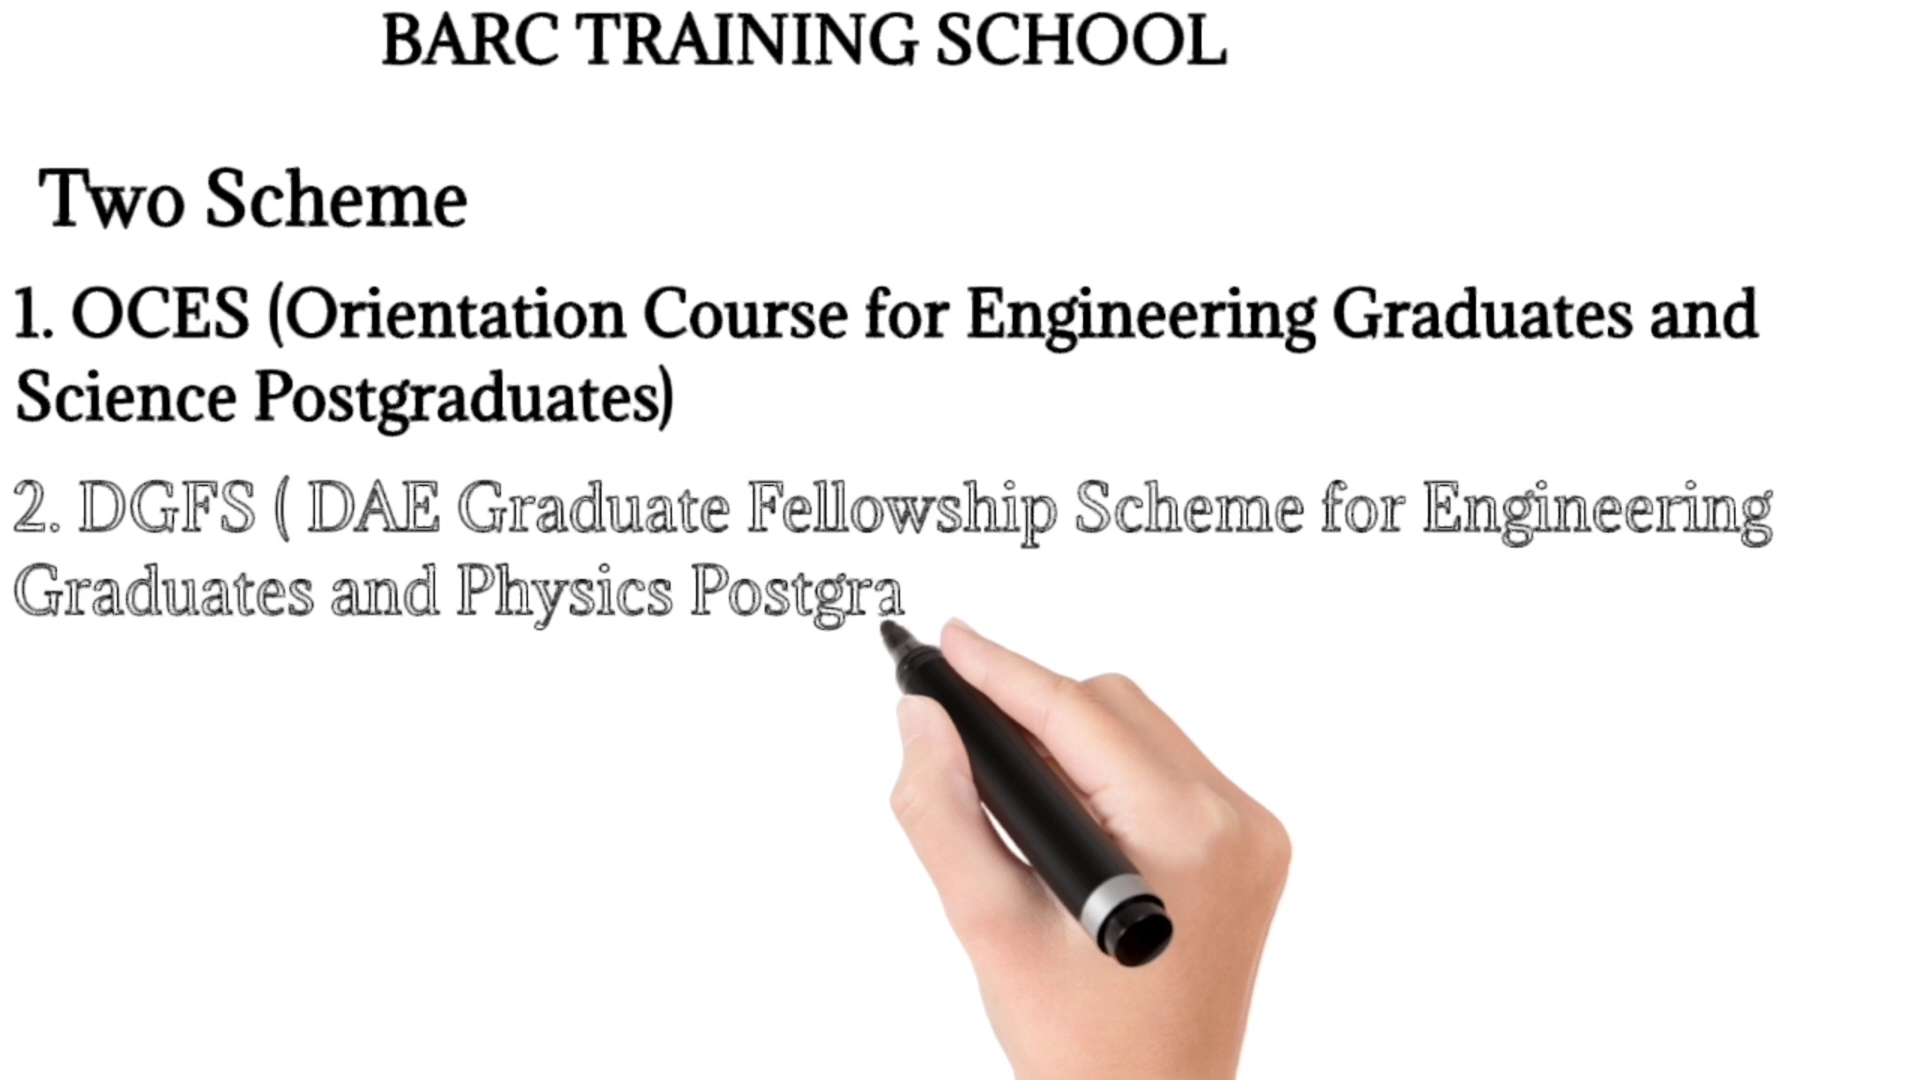 BARC TRAINING SCHOOL
Two Scheme
1. OCES (Orientation Course for Engineering Graduates and
Science Postgraduates)
2. DGFS ( DAE Graduate Fellowship Scheme for Engineering
Graduates and Physics Postgra